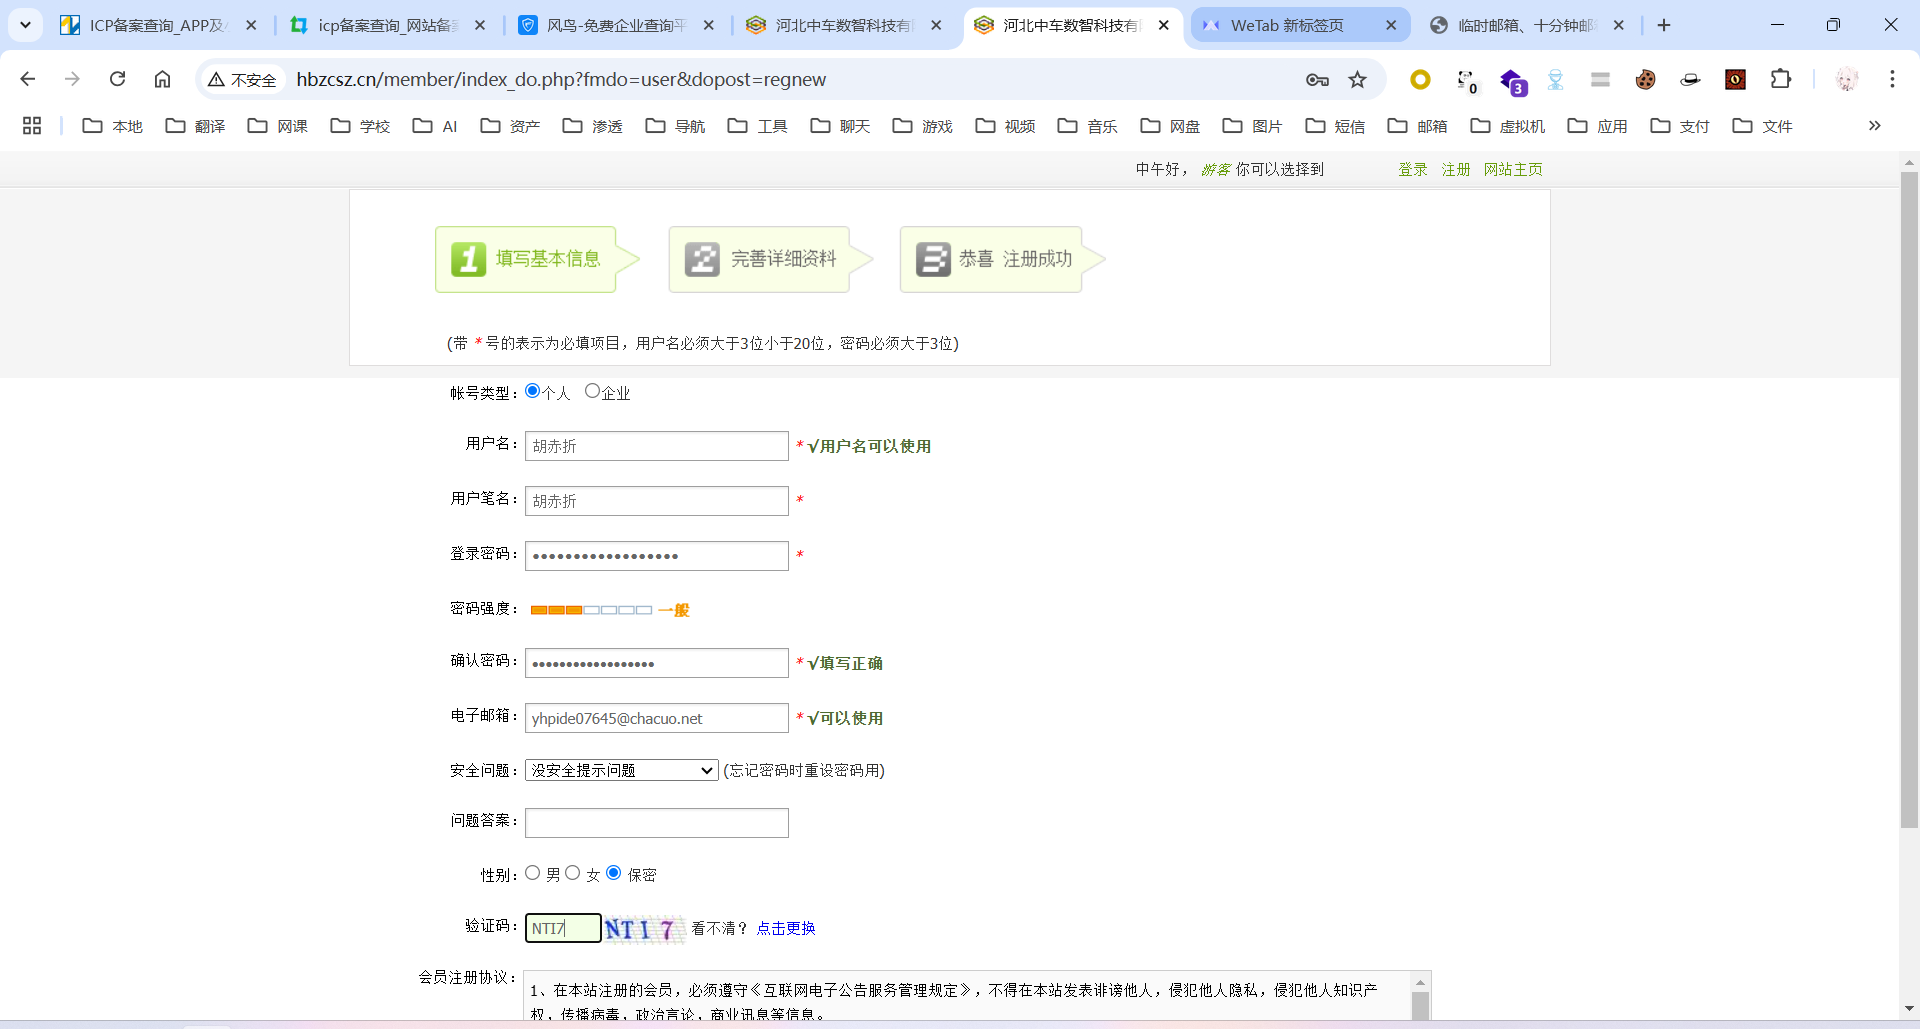 ICP备案查询_APP及小
icp备案查询_网站备案
风鸟-免费企业查询平
河北中车数智科技有限
河北中车数智科技有限
WeTab 新标签页
临时邮箱、十分钟邮箱
不安全
hbzcsz.cn/member/index_do.php?fmdo=user&dopost=regnew
0
3
本地
翻译
网课
学校
AI
资产
渗透
导航
工具
聊天
游戏
视频
音乐
网盘
图片
短信
邮箱
虚拟机
应用
支付
文件
中午好， 游客 你可以选择到
登录 注册 网站主页
1 填写基本信息
2 完善详细资料
3 恭喜 注册成功
(带 * 号的表示为必填项目，用户名必须大于3位小于20位，密码必须大于3位)
帐号类型： 个人 企业
用户名： 胡赤折 * √用户名可以使用
用户笔名： 胡赤折 *
登录密码： •••••••••••••••••• *
密码强度： 一般
确认密码： •••••••••••••••••• * √填写正确
电子邮箱： yhpide07645@chacuo.net * √可以使用
安全问题： 没安全提示问题 (忘记密码时重设密码用)
问题答案：
性别： 男 女 保密
验证码： NTI7 NTI7 看不清？ 点击更换
会员注册协议：
1、在本站注册的会员，必须遵守《互联网电子公告服务管理规定》，不得在本站发表诽谤他人，侵犯他人隐私，侵犯他人知识产
权，传播病毒，政治言论，商业讯息等信息。